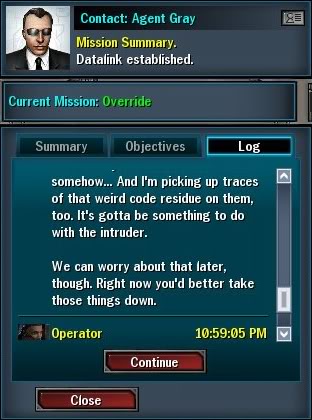 Contact: Agent Gray
Mission Summary.
Datalink established.
Current Mission: Override
Summary
Objectives
Log
somehow... And I'm picking up traces
of that weird code residue on them,
too. It's gotta be something to do
with the intruder.
We can worry about that later,
though. Right now you'd better take
those things down.
Operator 10:59:05 PM
Continue
Close